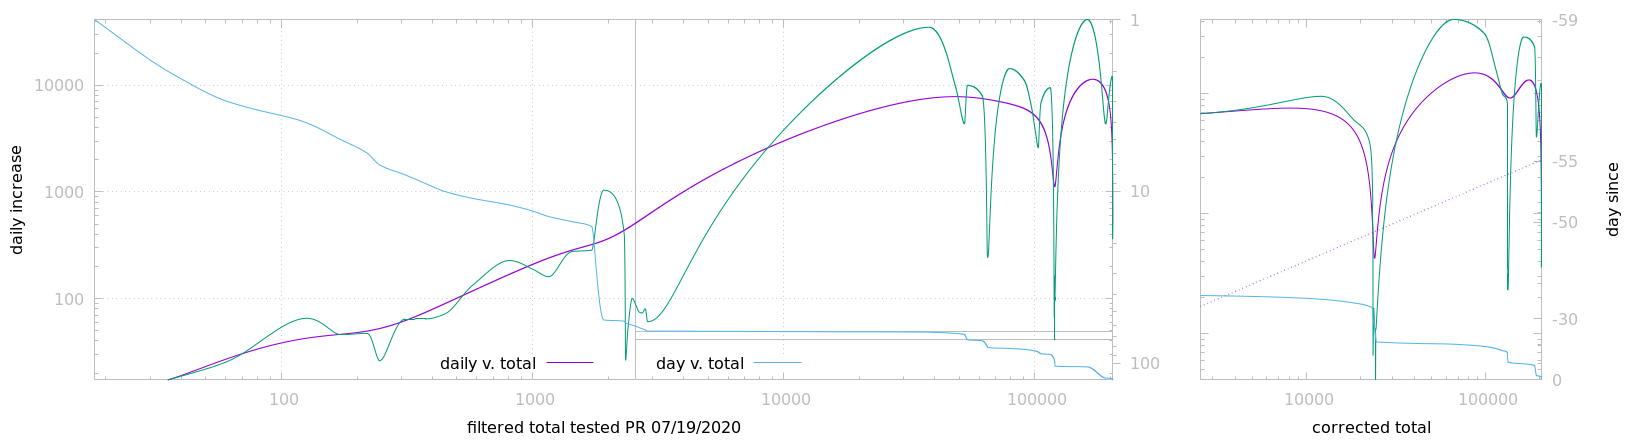 daily increase
10000
1000
100
1
10
100
daily v. total
day v. total
100
1000
10000
100000
filtered total tested PR 07/19/2020
-59
-55
-50
-30
0
day since
10000
100000
corrected total